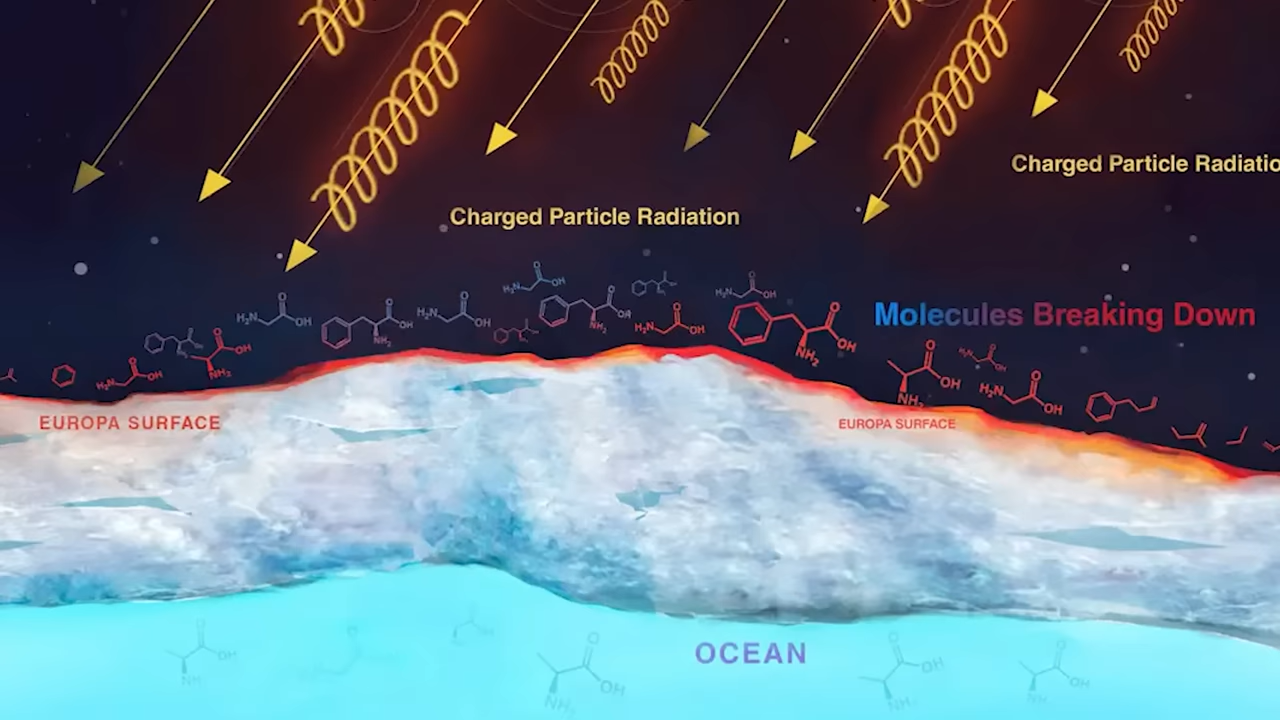 Charged Particle Radiatio
Charged Particle Radiation
Molecules Breaking Down
EUROPA SURFACE
EUROPA SURFACE
OCEAN